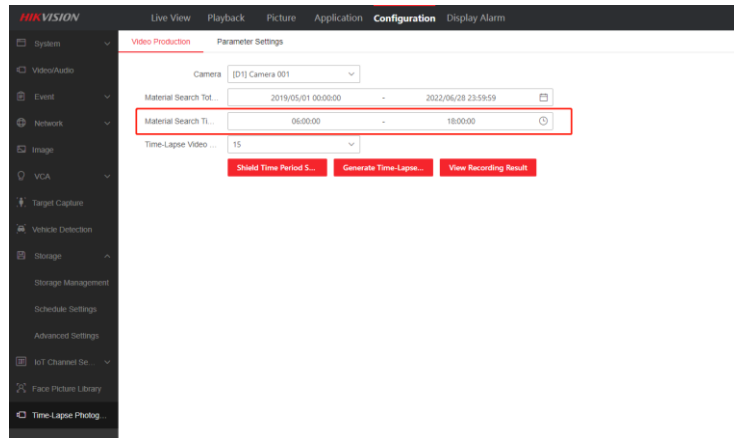 HIKVISION
Live View Playback Picture Application Configuration Display Alarm
System
Video/Audio
Event
Network
Image
VCA
Target Capture
Vehicle Detection
Storage
Storage Management
Schedule Settings
Advanced Settings
IoT Channel Se...
Face Picture Library
Time-Lapse Photog...
Video Production Parameter Settings
Camera [D1] Camera 001
Material Search Tot... 2019/05/01 00:00:00 - 2022/06/28 23:59:59
Material Search Ti... 06:00:00 - 18:00:00
Time-Lapse Video ... 15
Shield Time Period S... Generate Time-Lapse... View Recording Result